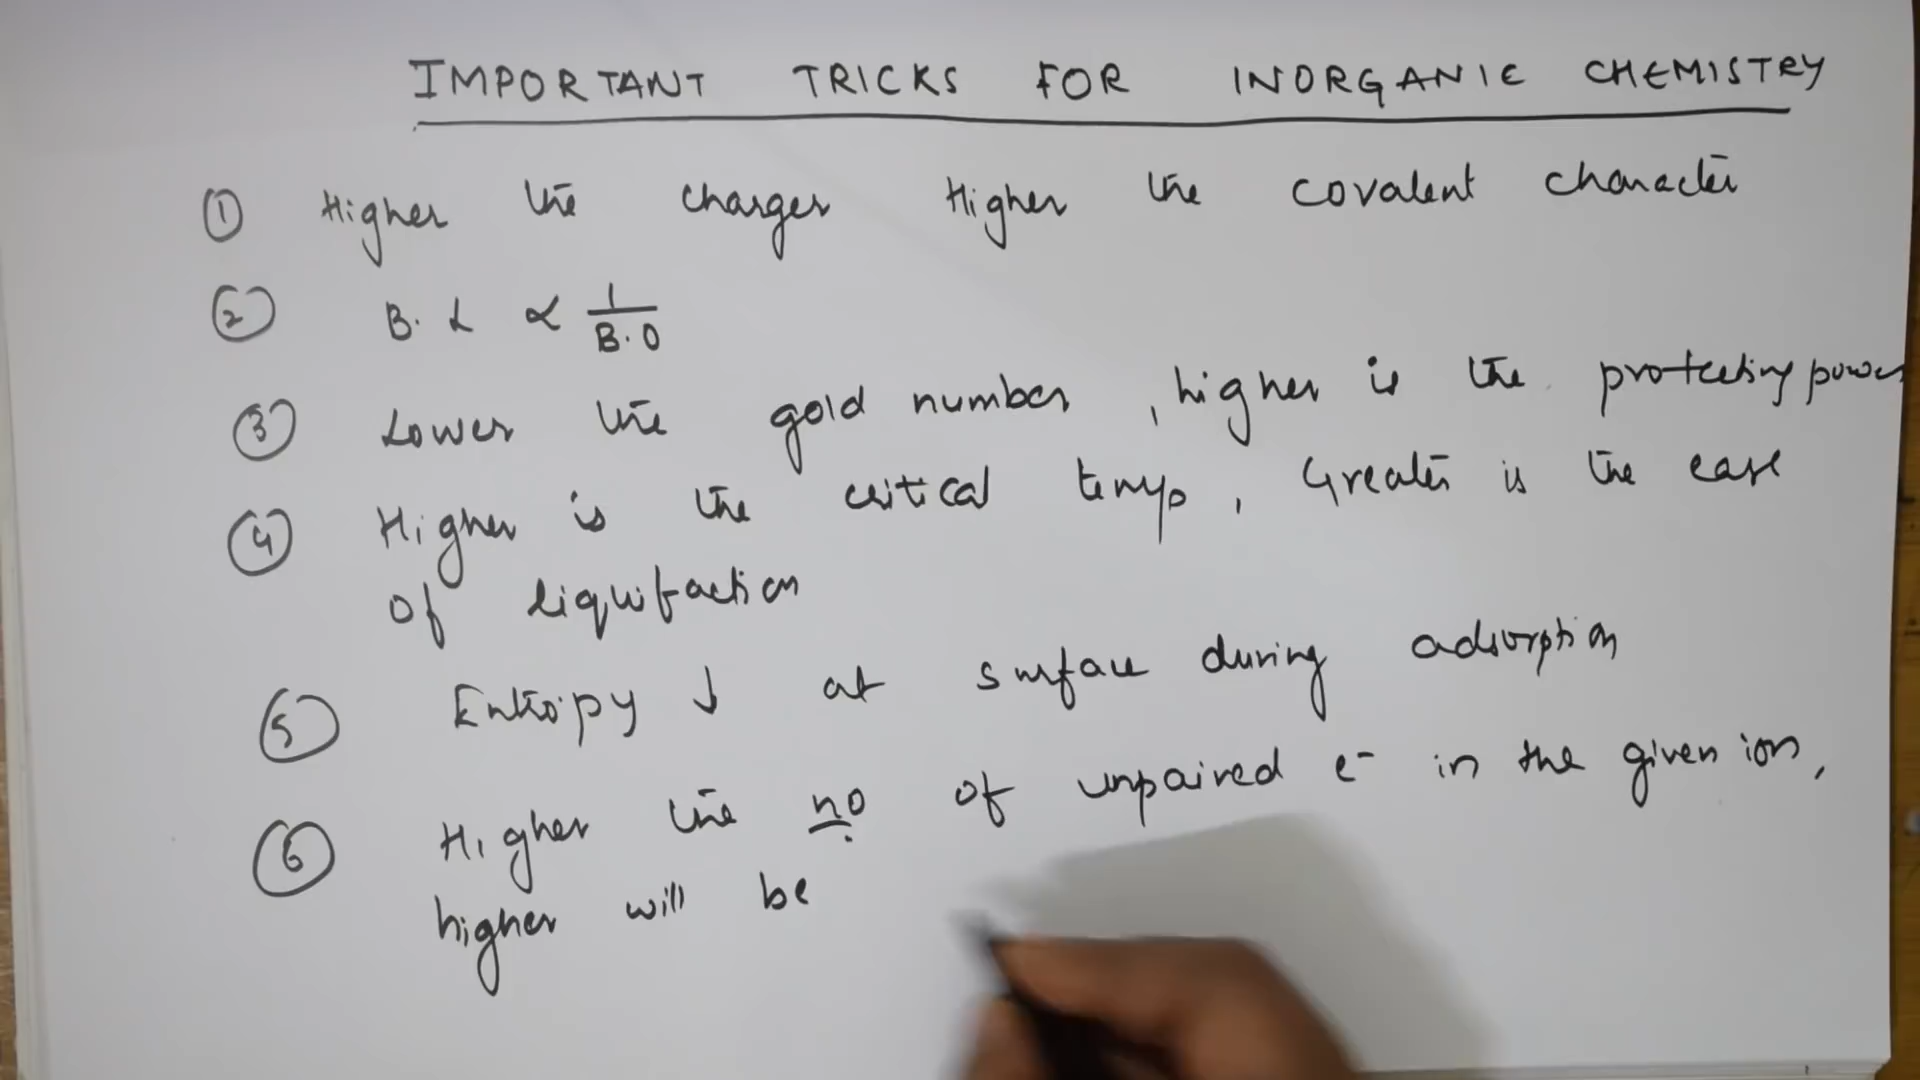 IMPORTANT TRICKS FOR INORGANIC CHEMISTRY
① Higher the charger Higher the covalent character
② B.L ∝ 1/B.O
③ Lower the gold number, higher is the protecting power
④ Higher is the critical temp, Greater is the ease
of liquifaction
⑤ Entropy ↓ at surface during adsorption
⑥ Higher the no. of unpaired e⁻ in the given ion,
higher will be